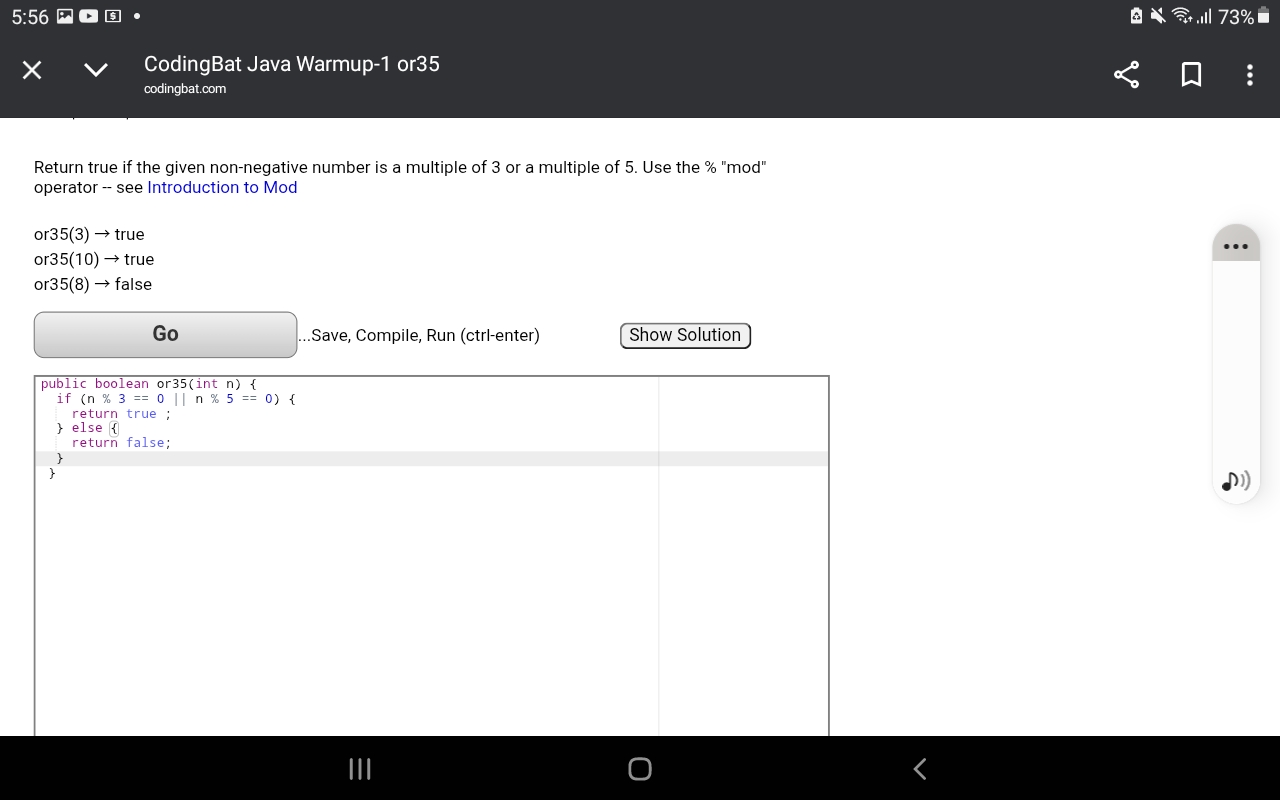 5:56
73%
CodingBat Java Warmup-1 or35
codingbat.com
Return true if the given non-negative number is a multiple of 3 or a multiple of 5. Use the % "mod"
operator -- see Introduction to Mod
or35(3) → true
or35(10) → true
or35(8) → false
Go
...Save, Compile, Run (ctrl-enter)
Show Solution
public boolean or35(int n) {
  if (n % 3 == 0 || n % 5 == 0) {
    return true ;
  } else {
    return false;
  }
 }